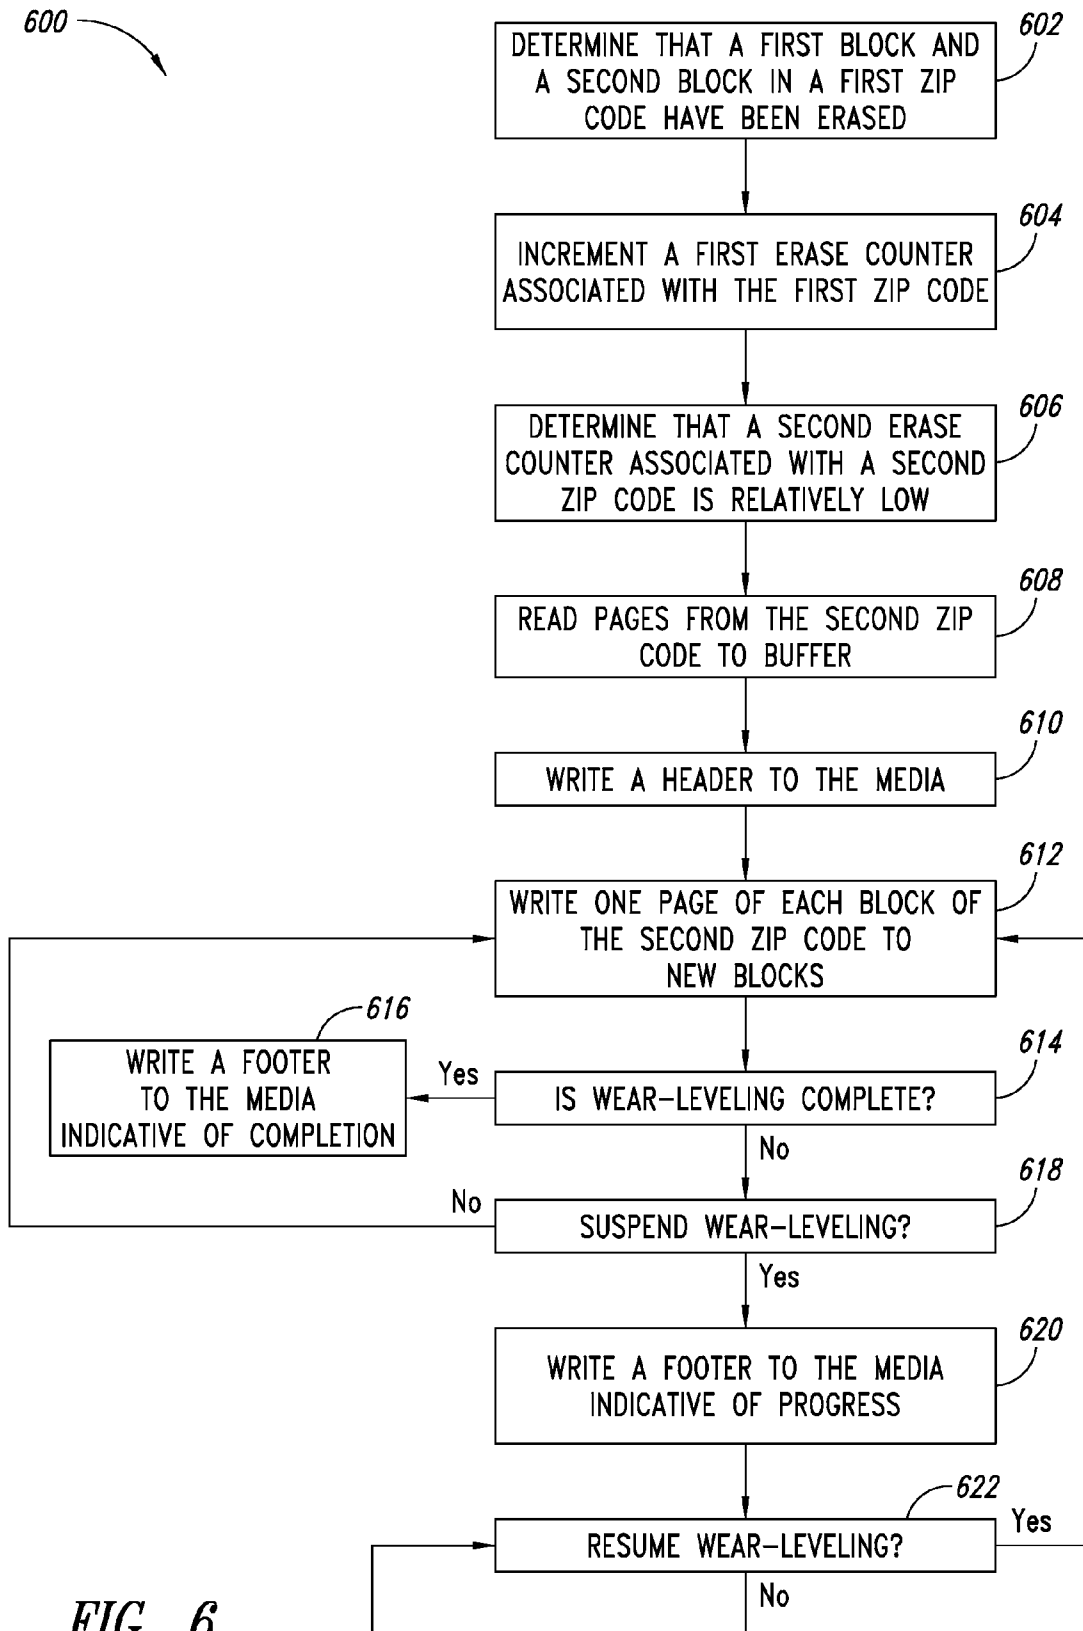 600
602
DETERMINE THAT A FIRST BLOCK AND
A SECOND BLOCK IN A FIRST ZIP
CODE HAVE BEEN ERASED
604
INCREMENT A FIRST ERASE COUNTER
ASSOCIATED WITH THE FIRST ZIP CODE
606
DETERMINE THAT A SECOND ERASE
COUNTER ASSOCIATED WITH A SECOND
ZIP CODE IS RELATIVELY LOW
608
READ PAGES FROM THE SECOND ZIP
CODE TO BUFFER
610
WRITE A HEADER TO THE MEDIA
612
WRITE ONE PAGE OF EACH BLOCK OF
THE SECOND ZIP CODE TO
NEW BLOCKS
616
WRITE A FOOTER
TO THE MEDIA
INDICATIVE OF COMPLETION
Yes
614
IS WEAR-LEVELING COMPLETE?
No
618
No
SUSPEND WEAR-LEVELING?
Yes
620
WRITE A FOOTER TO THE MEDIA
INDICATIVE OF PROGRESS
622
RESUME WEAR-LEVELING?
Yes
No
FIG. 6